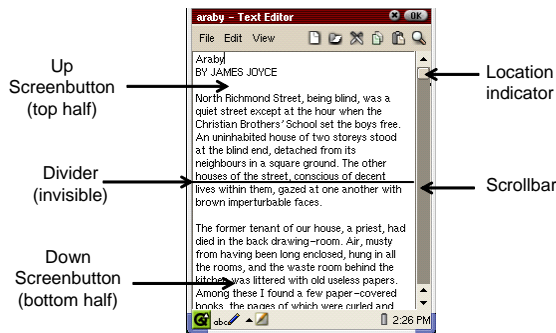 araby - Text Editor
OK
File Edit View
Araby
BY JAMES JOYCE
North Richmond Street, being blind, was a
quiet street except at the hour when the
Christian Brothers' School set the boys free.
An uninhabited house of two storeys stood
at the blind end, detached from its
neighbours in a square ground. The other
houses of the street, conscious of decent
lives within them, gazed at one another with
brown imperturbable faces.
The former tenant of our house, a priest, had
died in the back drawing-room. Air, musty
from having been long enclosed, hung in all
the rooms, and the waste room behind the
kitchen was littered with old useless papers.
Among these I found a few paper-covered
books, the pages of which were curled and
abc
2:26 PM
Up
Screenbutton
(top half)
Divider
(invisible)
Down
Screenbutton
(bottom half)
Location
indicator
Scrollbar